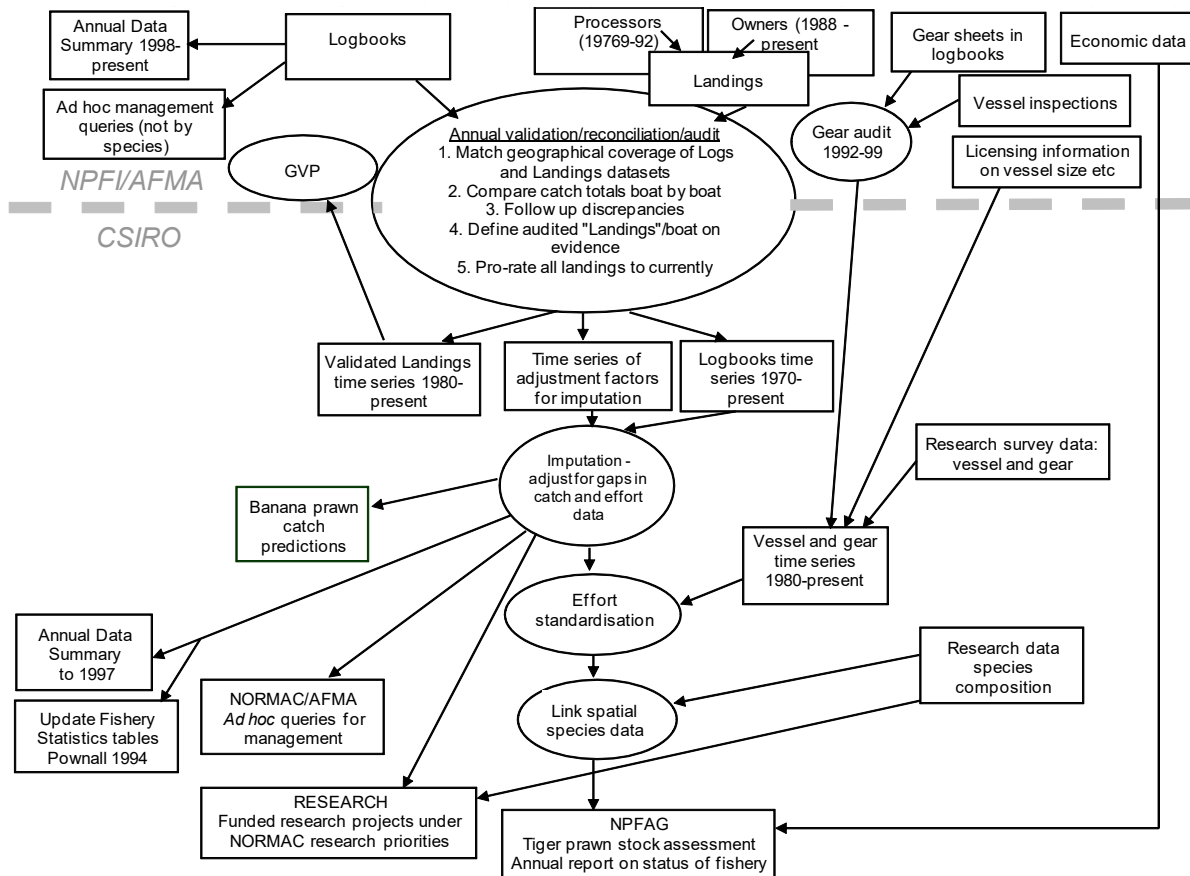 Annual Data
Summary 1998-
present
Logbooks
Processors
(19769-92)
Owners (1988 -
present
Landings
Gear sheets in
logbooks
Economic data
Ad hoc management
queries (not by
species)
Vessel inspections
Gear audit
1992-99
Licensing information
on vessel size etc
GVP
NPFI/AFMA
CSIRO
Annual validation/reconciliation/audit
1. Match geographical coverage of Logs
and Landings datasets
2. Compare catch totals boat by boat
3. Follow up discrepancies
4. Define audited "Landings"/boat on
evidence
5. Pro-rate all landings to currently
Validated Landings
time series 1980-
present
Time series of
adjustment factors
for imputation
Logbooks time
series 1970-
present
Imputation -
adjust for gaps in
catch and effort
data
Research survey data:
vessel and gear
Banana prawn
catch
predictions
Vessel and gear
time series
1980-present
Effort
standardisation
Annual Data
Summary
to 1997
Research data
species
composition
Update Fishery
Statistics tables
Pownall 1994
NORMAC/AFMA
Ad hoc queries for
management
Link spatial
species data
RESEARCH
Funded research projects under
NORMAC research priorities
NPFAG
Tiger prawn stock assessment
Annual report on status of fishery